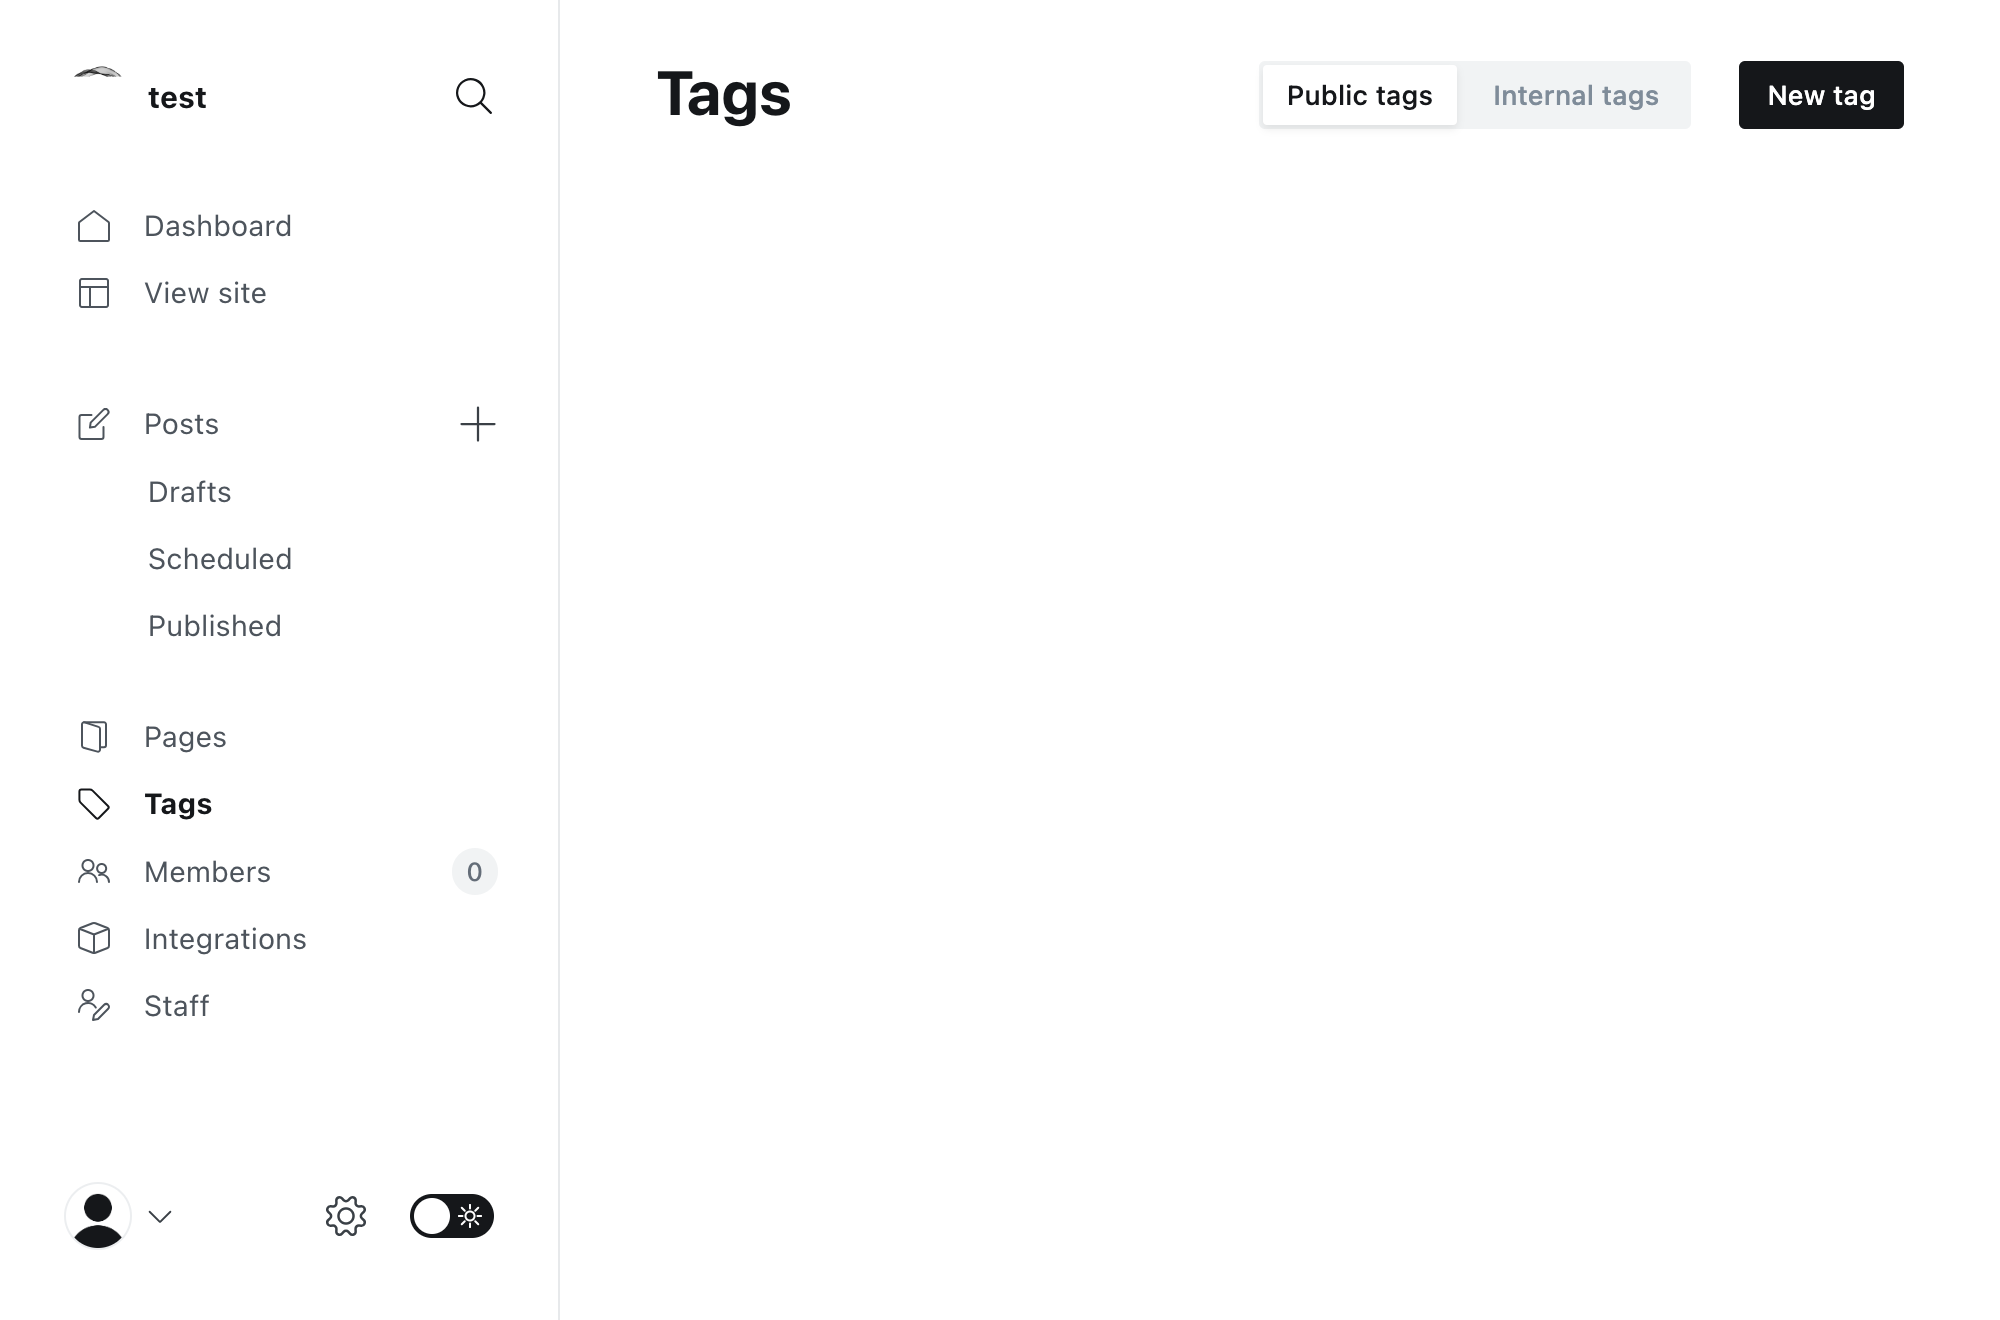 test
Dashboard
View site
Posts
Drafts
Scheduled
Published
Pages
Tags
Members 0
Integrations
Staff
Tags
Public tags Internal tags New tag